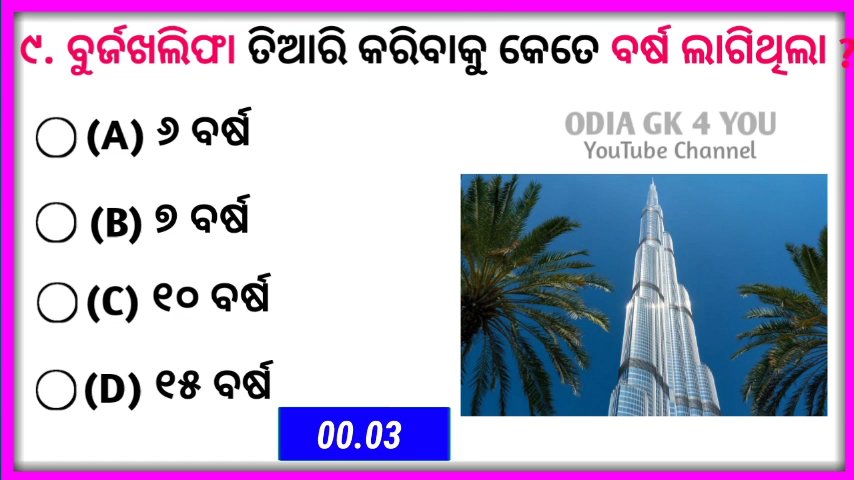 ୯. ବୁର୍ଜଖଲିଫା ତିଆରି କରିବାକୁ କେତେ ବର୍ଷ ଲାଗିଥିଲା ?
(A) ୬ ବର୍ଷ
ODIA GK 4 YOU
YouTube Channel
(B) ୭ ବର୍ଷ
(C) ୧୦ ବର୍ଷ
(D) ୧୫ ବର୍ଷ
00.03